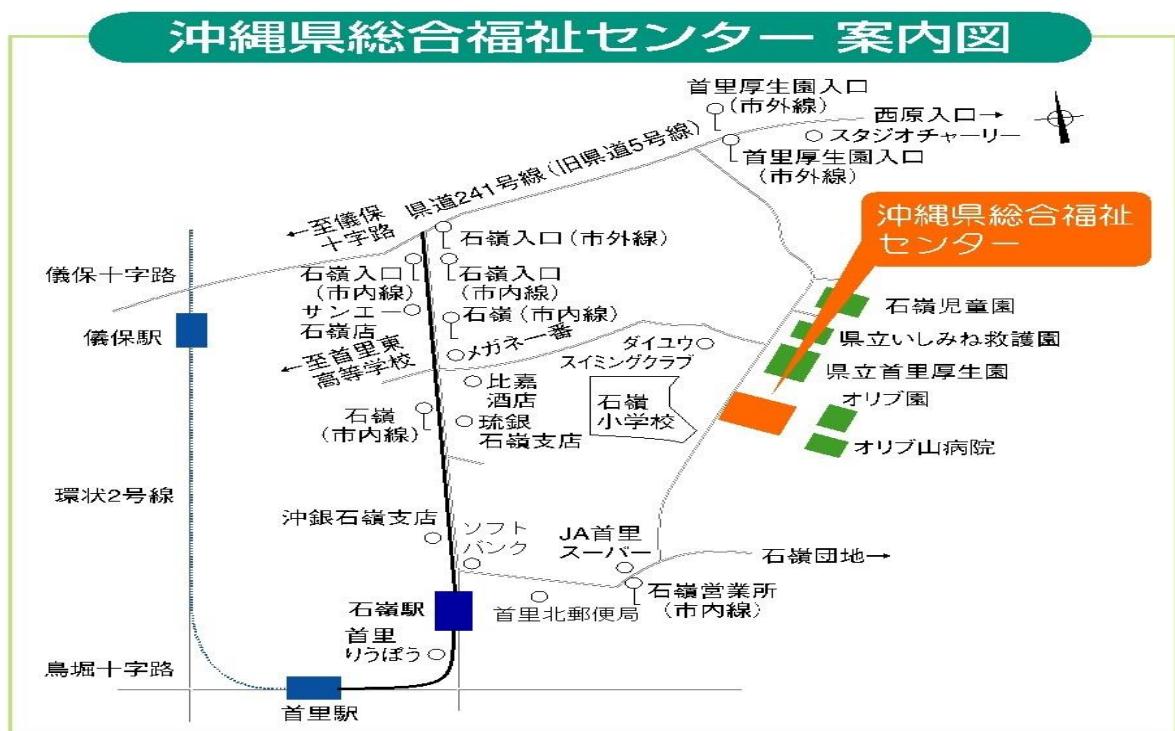 沖縄県総合福祉センター 案内図
首里厚生園入口
(市外線)
西原入口→
スタジオチャーリー
首里厚生園入口
(市外線)
県道241号線(旧県道5号線)
←至儀保
十字路
石嶺入口(市外線)
沖縄県総合福祉
センター
儀保十字路
石嶺入口
(市内線)
石嶺入口
(市内線)
サンエー
石嶺店
石嶺(市内線)
石嶺児童園
儀保駅
メガネ一番
ダイユウ
スイミングクラブ
県立いしみね救護園
←至首里東
高等学校
県立首里厚生園
比嘉
酒店
石嶺
小学校
オリブ園
石嶺
(市内線)
琉銀
石嶺支店
オリブ山病院
環状2号線
沖銀石嶺支店
ソフト
バンク
JA首里
スーパー
石嶺団地→
石嶺駅
首里北郵便局
石嶺営業所
(市内線)
首里
りうぼう
鳥堀十字路
首里駅